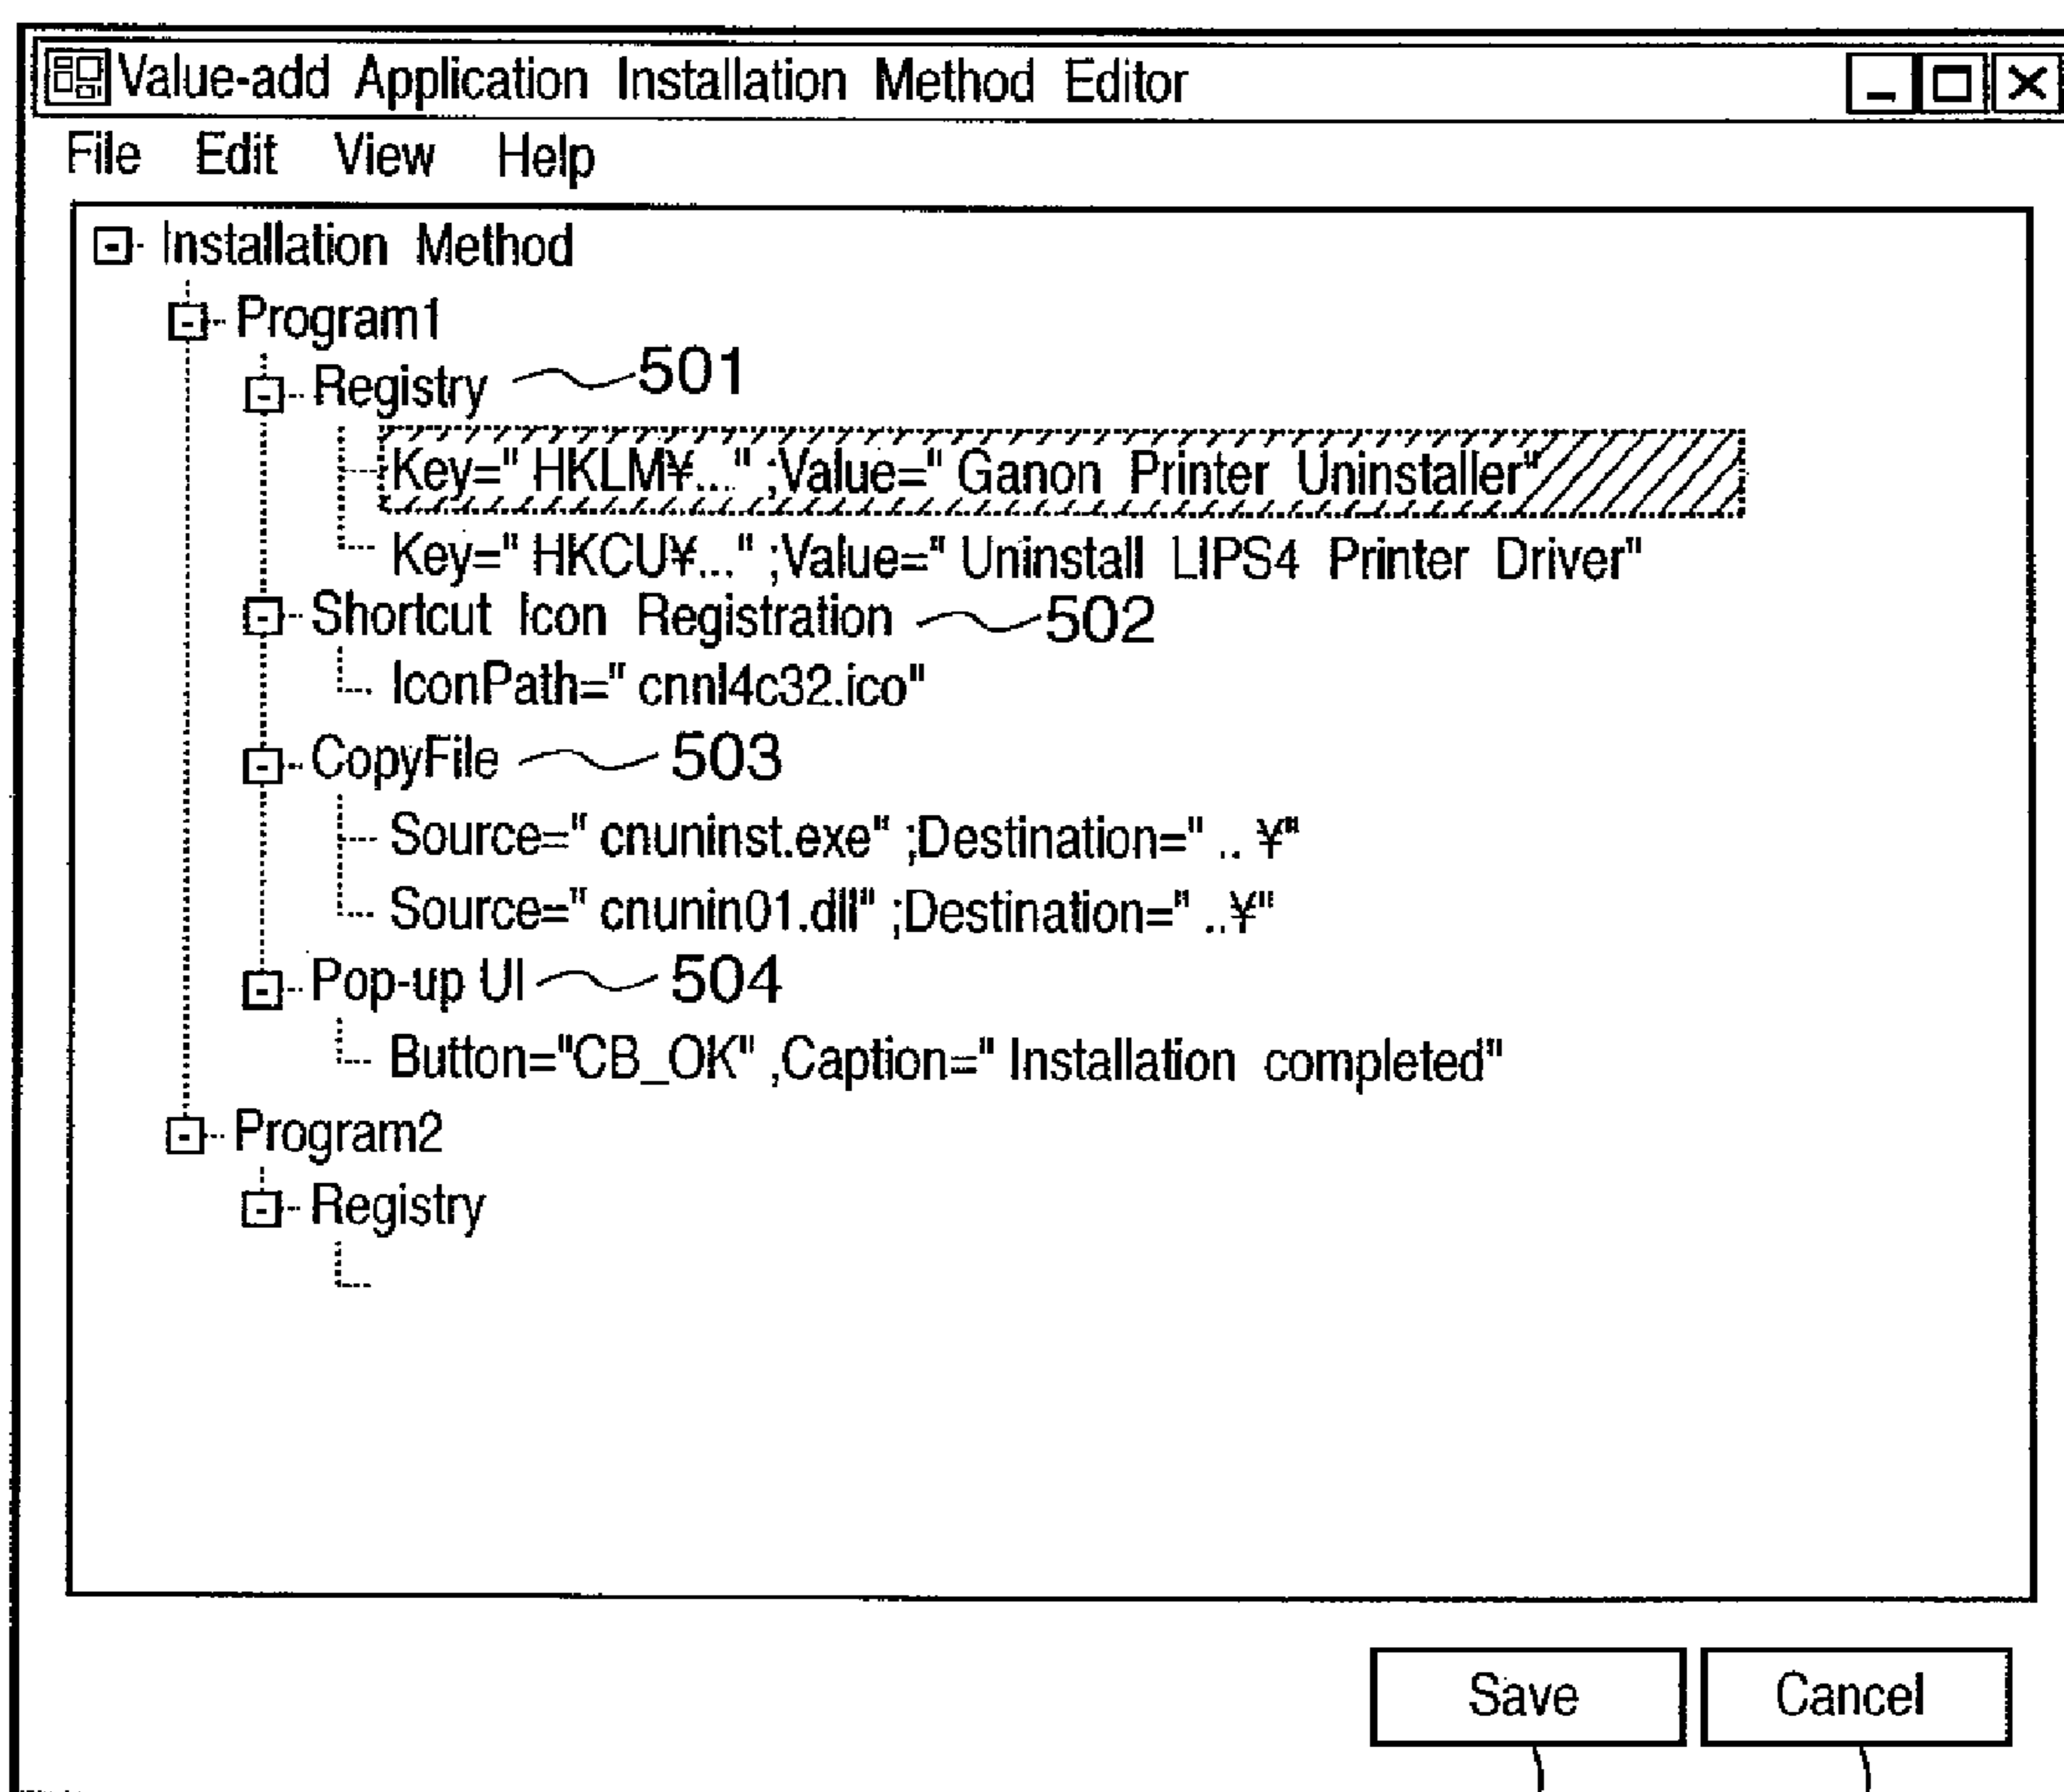 Value-add Application Installation Method Editor
File Edit View Help
Installation Method
Program1
Registry 501
Key="HKLM¥..." ;Value="Ganon Printer Uninstaller"
Key="HKCU¥..." ;Value="Uninstall LIPS4 Printer Driver"
Shortcut Icon Registration 502
IconPath="cnnl4c32.ico"
CopyFile 503
Source="cnuninst.exe" ;Destination=".. ¥"
Source="cnunin01.dll" ;Destination="..¥"
Pop-up UI 504
Button="CB_OK" ,Caption="Installation completed"
Program2
Registry
Save Cancel